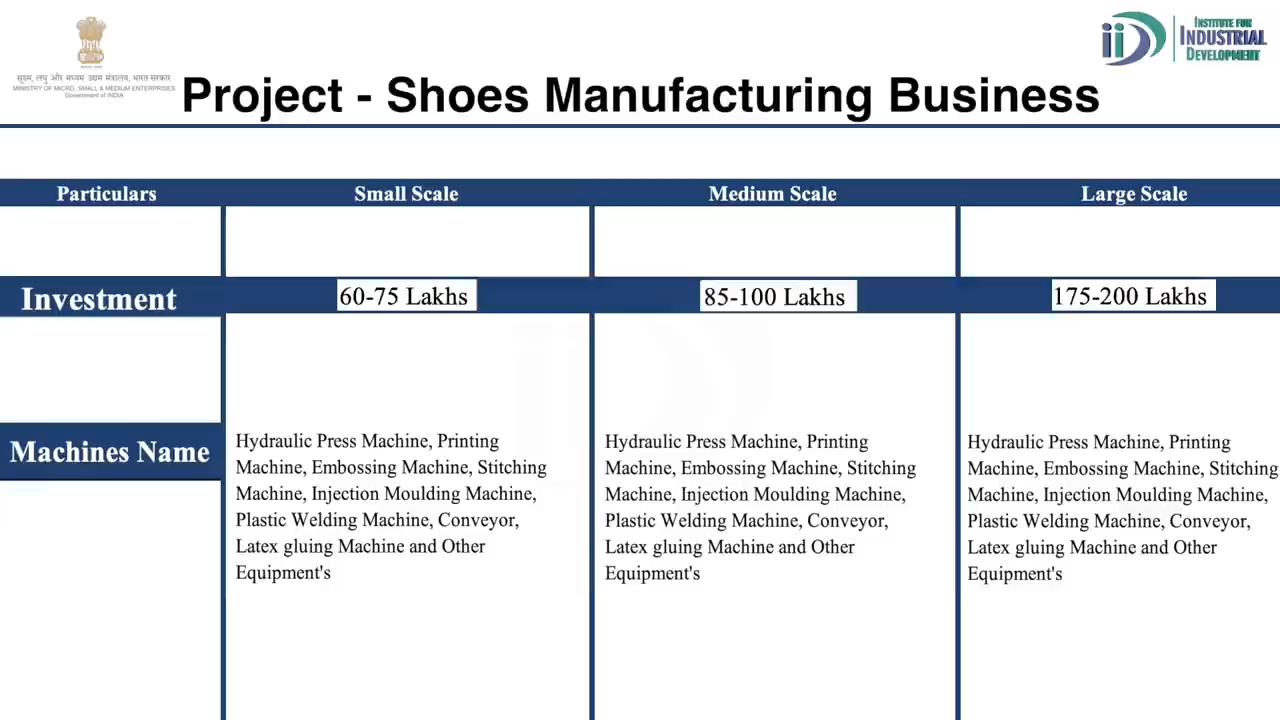 सूक्ष्म, लघु और मध्यम उद्यम मंत्रालय, भारत सरकार
MINISTRY OF MICRO, SMALL & MEDIUM ENTERPRISES
Government of INDIA
iiD
INSTITUTE FOR
INDUSTRIAL
DEVELOPMENT
Project - Shoes Manufacturing Business
Particulars
Small Scale
Medium Scale
Large Scale
Investment
60-75 Lakhs
85-100 Lakhs
175-200 Lakhs
Machines Name
Hydraulic Press Machine, Printing
Machine, Embossing Machine, Stitching
Machine, Injection Moulding Machine,
Plastic Welding Machine, Conveyor,
Latex gluing Machine and Other
Equipment's
Hydraulic Press Machine, Printing
Machine, Embossing Machine, Stitching
Machine, Injection Moulding Machine,
Plastic Welding Machine, Conveyor,
Latex gluing Machine and Other
Equipment's
Hydraulic Press Machine, Printing
Machine, Embossing Machine, Stitching
Machine, Injection Moulding Machine,
Plastic Welding Machine, Conveyor,
Latex gluing Machine and Other
Equipment's